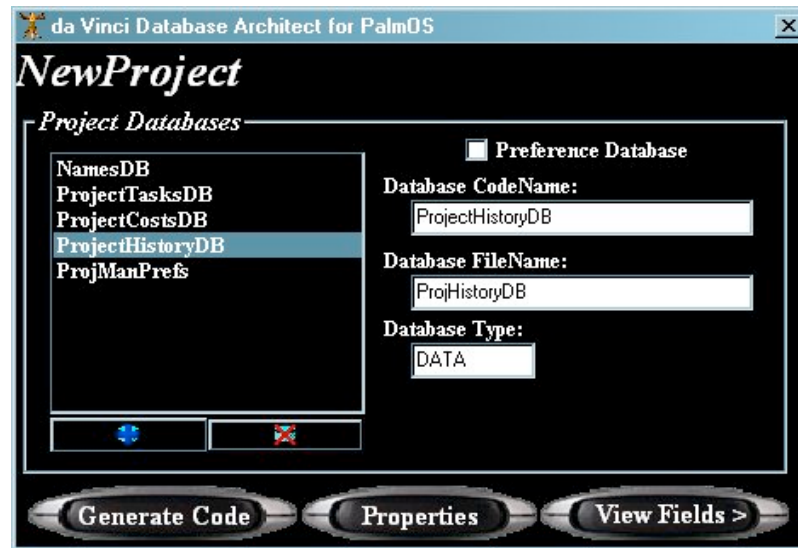 da Vinci Database Architect for PalmOS
NewProject
Project Databases
NamesDB
ProjectTasksDB
ProjectCostsDB
ProjectHistoryDB
ProjManPrefs
Preference Database
Database CodeName:
ProjectHistoryDB
Database FileName:
ProjHistoryDB
Database Type:
DATA
Generate Code
Properties
View Fields >